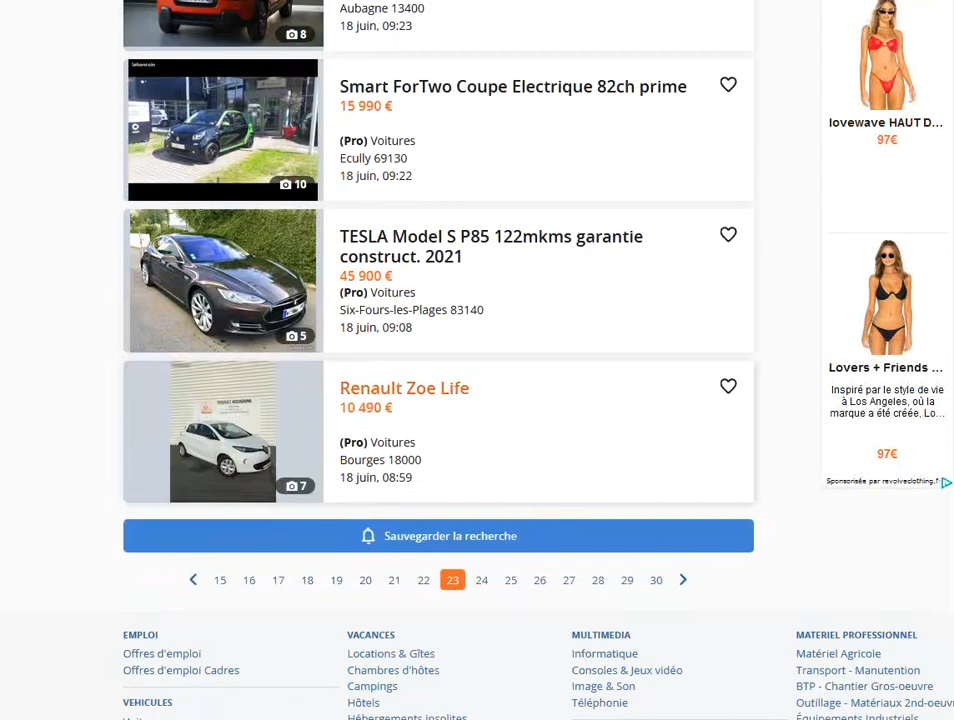 Aubagne 13400
18 juin, 09:23
8
Smart ForTwo Coupe Electrique 82ch prime
15 990 €
(Pro) Voitures
Ecully 69130
18 juin, 09:22
10
TESLA Model S P85 122mkms garantie
construct. 2021
45 900 €
(Pro) Voitures
Six-Fours-les-Plages 83140
18 juin, 09:08
5
Renault Zoe Life
10 490 €
(Pro) Voitures
Bourges 18000
18 juin, 08:59
7
Sauvegarder la recherche
15 16 17 18 19 20 21 22 23 24 25 26 27 28 29 30
EMPLOI
Offres d'emploi
Offres d'emploi Cadres
VEHICULES
VACANCES
Locations & Gîtes
Chambres d'hôtes
Campings
Hôtels
Hébergements insolites
MULTIMEDIA
Informatique
Consoles & Jeux vidéo
Image & Son
Téléphonie
MATERIEL PROFESSIONNEL
Matériel Agricole
Transport - Manutention
BTP - Chantier Gros-oeuvre
Outillage - Matériaux 2nd-oeuv
Équipements Industriels
lovewave HAUT D...
97€
Lovers + Friends ...
Inspiré par le style de vie
à Los Angeles, où la
marque a été créée, Lo...
97€
Sponsorisée par revolveclothing.f